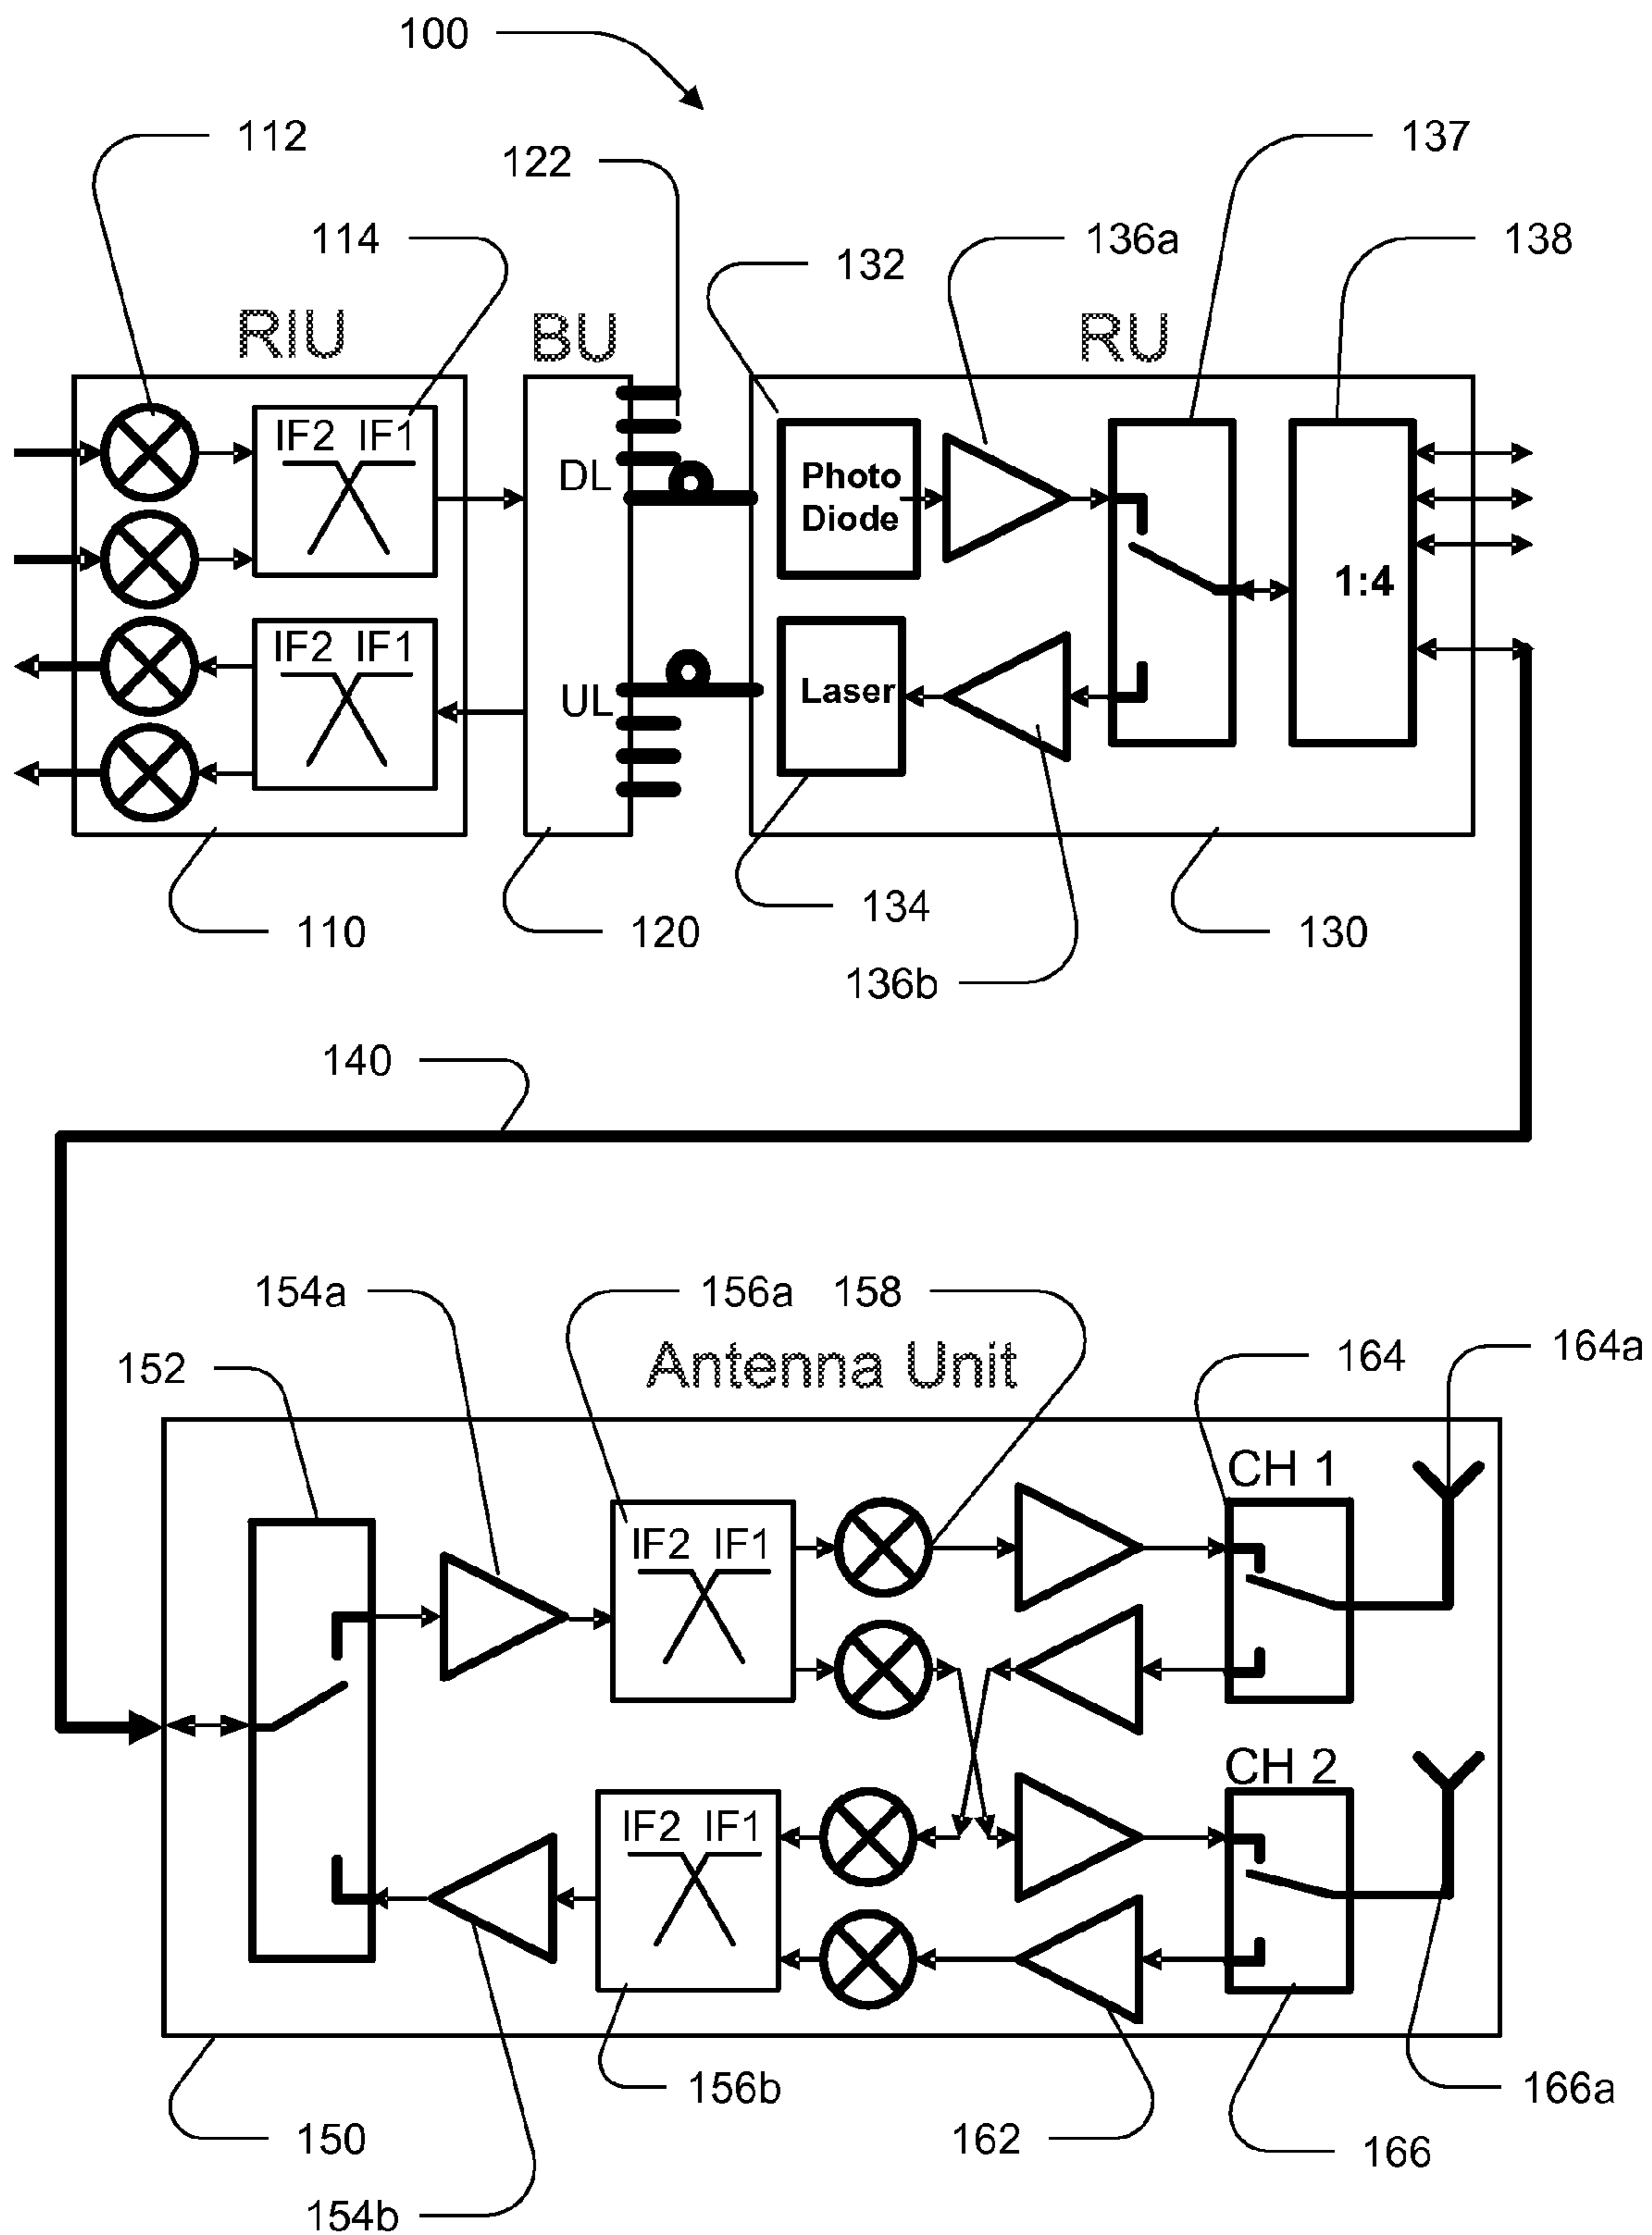 100
112
137
122
114
136a
138
132
RIU
BU
RU
IF2 IF1
DL
Photo
Diode
1:4
IF2 IF1
UL
Laser
134
110
120
130
136b
140
154a
156a
158
164a
152
Antenna Unit
164
CH 1
IF2 IF1
CH 2
IF2 IF1
156b
166a
150
162
166
154b